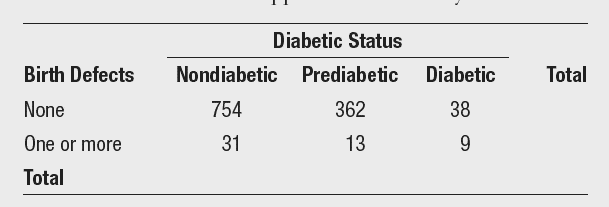 Diabetic Status
Birth Defects Nondiabetic Prediabetic Diabetic Total
None 754 362 38
One or more 31 13 9
Total